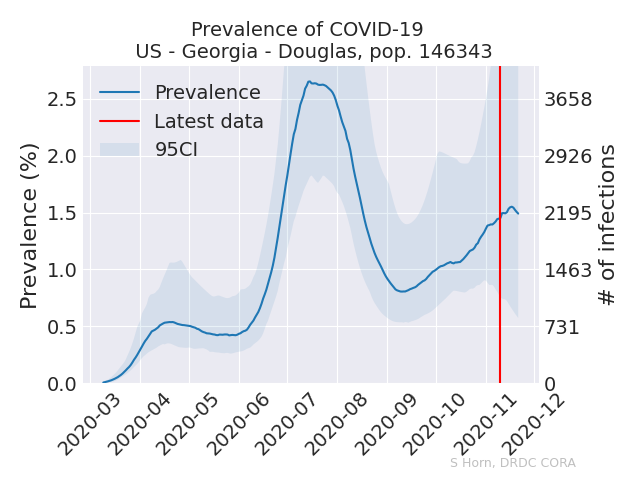 Prevalence of COVID-19
US - Georgia - Douglas, pop. 146343
Prevalence
Latest data
95CI
Prevalence (%)
2.5
2.0
1.5
1.0
0.5
0.0
3658
2926
2195
1463
731
0
# of infections
2020-03
2020-04
2020-05
2020-06
2020-07
2020-08
2020-09
2020-10
2020-11
2020-12
S Horn, DRDC CORA